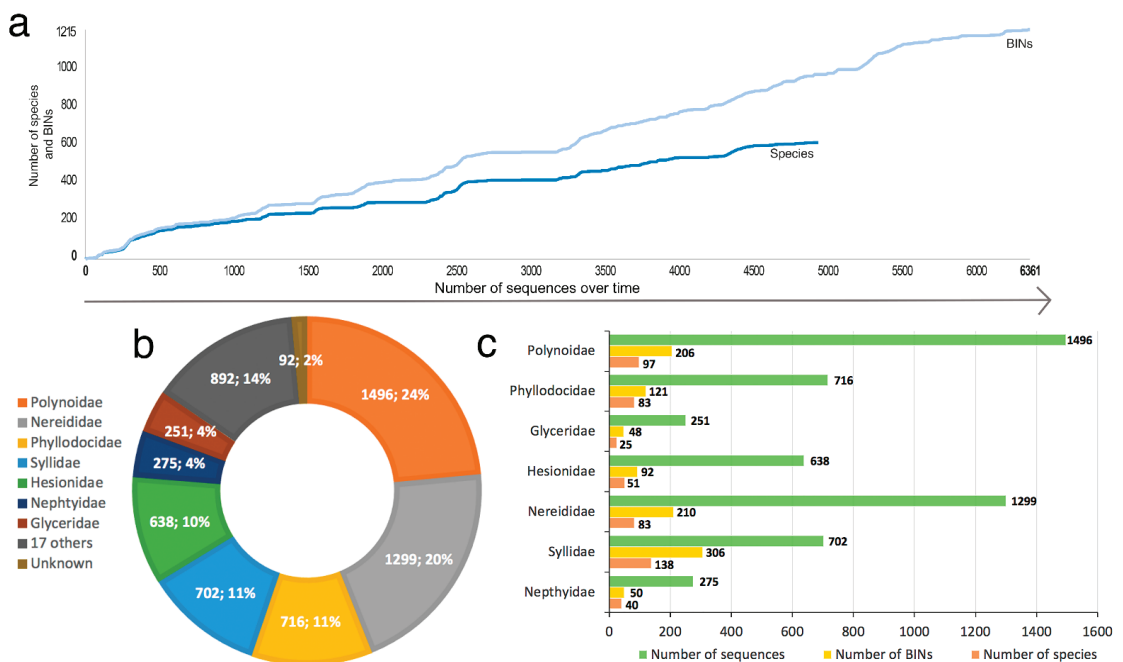 a
Number of species
and BINs
1215
1000
800
600
400
200
0
BINs
Species
0 500 1000 1500 2000 2500 3000 3500 4000 4500 5000 5500 6000 6361
Number of sequences over time
b
Polynoidae
Nereididae
Phyllodocidae
Syllidae
Hesionidae
Nephtyidae
Glyceridae
17 others
Unknown
92; 2%
1496; 24%
892; 14%
251; 4%
275; 4%
638; 10%
702; 11%
716; 11%
1299; 20%
c
Polynoidae 1496
206
97
Phyllodocidae 716
121
83
Glyceridae 251
48
25
Hesionidae 638
92
51
Nereididae 1299
210
83
Syllidae 702
306
138
Nepthyidae 275
50
40
0 200 400 600 800 1000 1200 1400 1600
Number of sequences Number of BINs Number of species